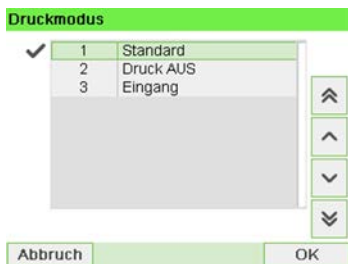 Druckmodus
1 Standard
2 Druck AUS
3 Eingang
Abbruch OK